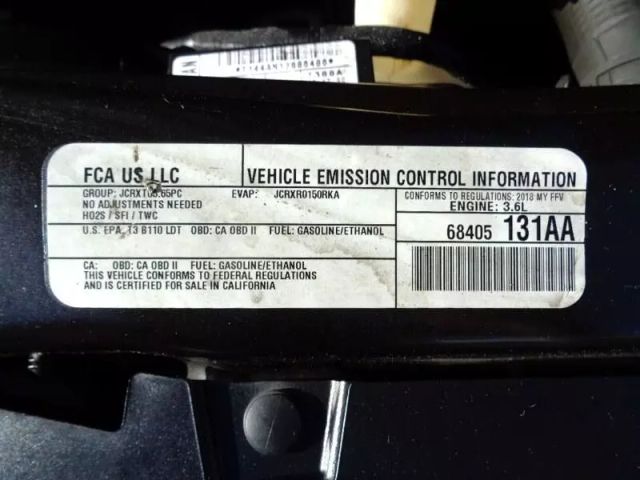 FCA US LLC
VEHICLE EMISSION CONTROL INFORMATION
GROUP: EVAP: JCRXR0150RKA
NO ADJUSTMENTS NEEDED
HO2S / SFI / TWC
CONFORMS TO REGULATIONS: 2018 MY FFV
ENGINE: 3.6L
U.S. EPA: T3 B110 LDT OBD: CA OBD II FUEL: GASOLINE/ETHANOL
68405 131AA
CA: OBD: CA OBD II FUEL: GASOLINE/ETHANOL
THIS VEHICLE CONFORMS TO FEDERAL REGULATIONS
AND IS CERTIFIED FOR SALE IN CALIFORNIA